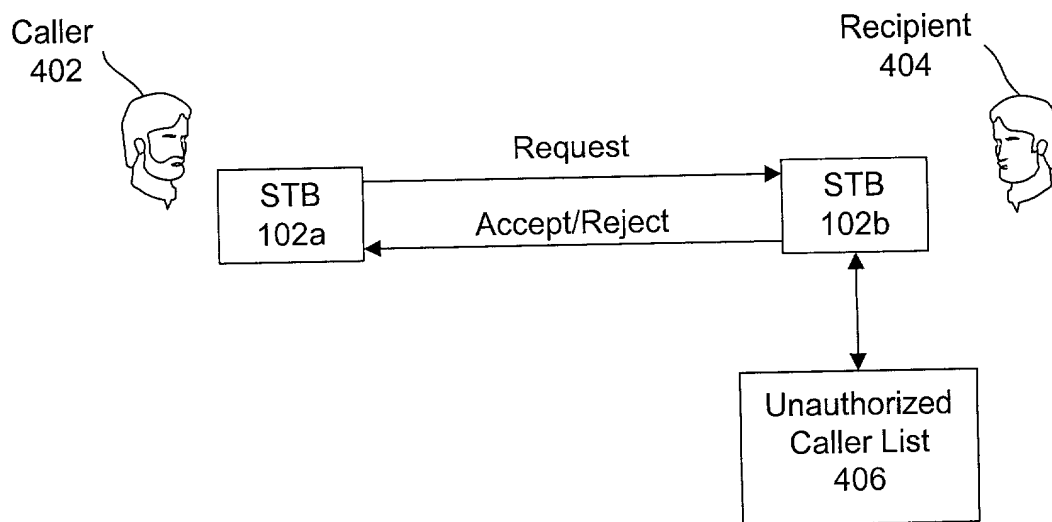 Caller
402
Recipient
404
Request
STB
102a
STB
102b
Accept/Reject
Unauthorized
Caller List
406